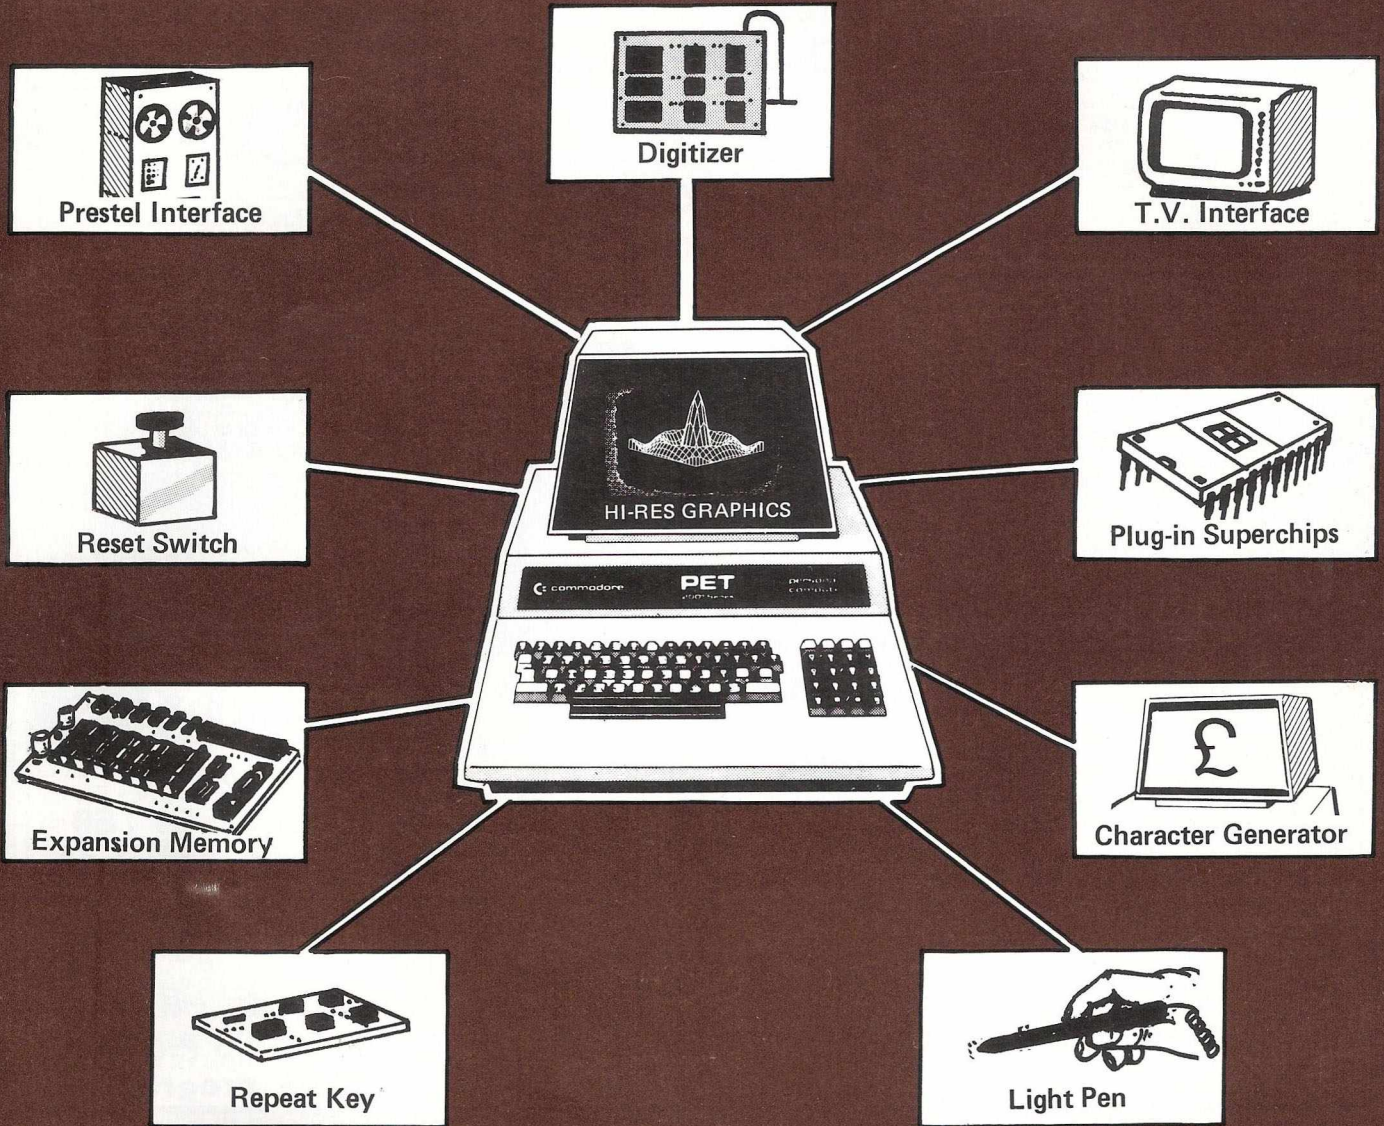 Digitizer
Prestel Interface
T.V. Interface
HI-RES GRAPHICS
Reset Switch
Plug-in Superchips
commodore PET
Expansion Memory
£
Character Generator
Repeat Key
Light Pen